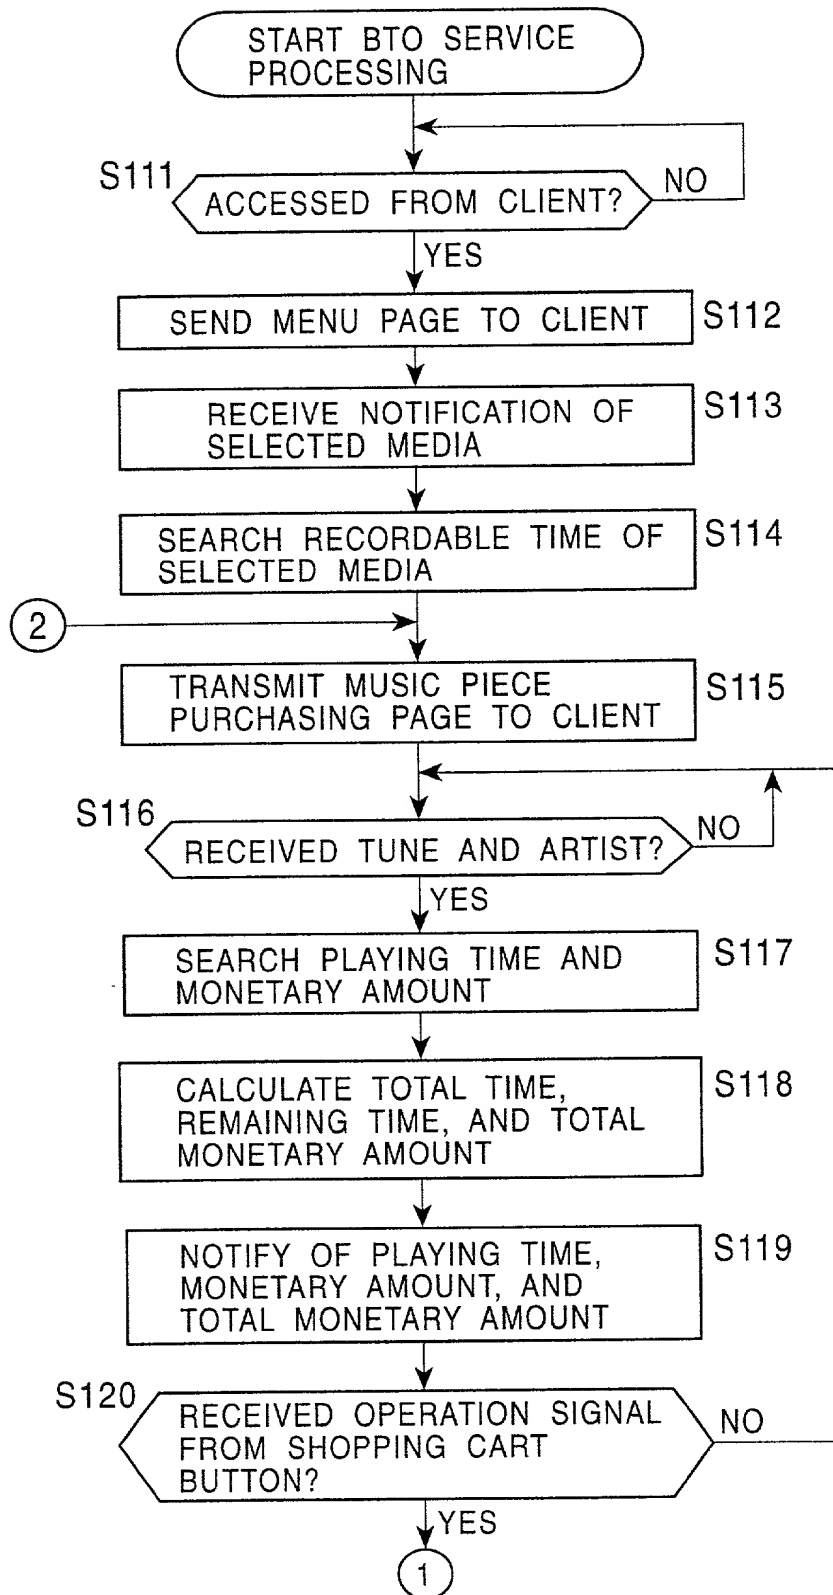 START BTO SERVICE
PROCESSING
S111
ACCESSED FROM CLIENT?
NO
YES
SEND MENU PAGE TO CLIENT
S112
RECEIVE NOTIFICATION OF
SELECTED MEDIA
S113
SEARCH RECORDABLE TIME OF
SELECTED MEDIA
S114
2
TRANSMIT MUSIC PIECE
PURCHASING PAGE TO CLIENT
S115
S116
RECEIVED TUNE AND ARTIST?
NO
YES
SEARCH PLAYING TIME AND
MONETARY AMOUNT
S117
CALCULATE TOTAL TIME,
REMAINING TIME, AND TOTAL
MONETARY AMOUNT
S118
NOTIFY OF PLAYING TIME,
MONETARY AMOUNT, AND
TOTAL MONETARY AMOUNT
S119
S120
RECEIVED OPERATION SIGNAL
FROM SHOPPING CART
BUTTON?
NO
YES
1